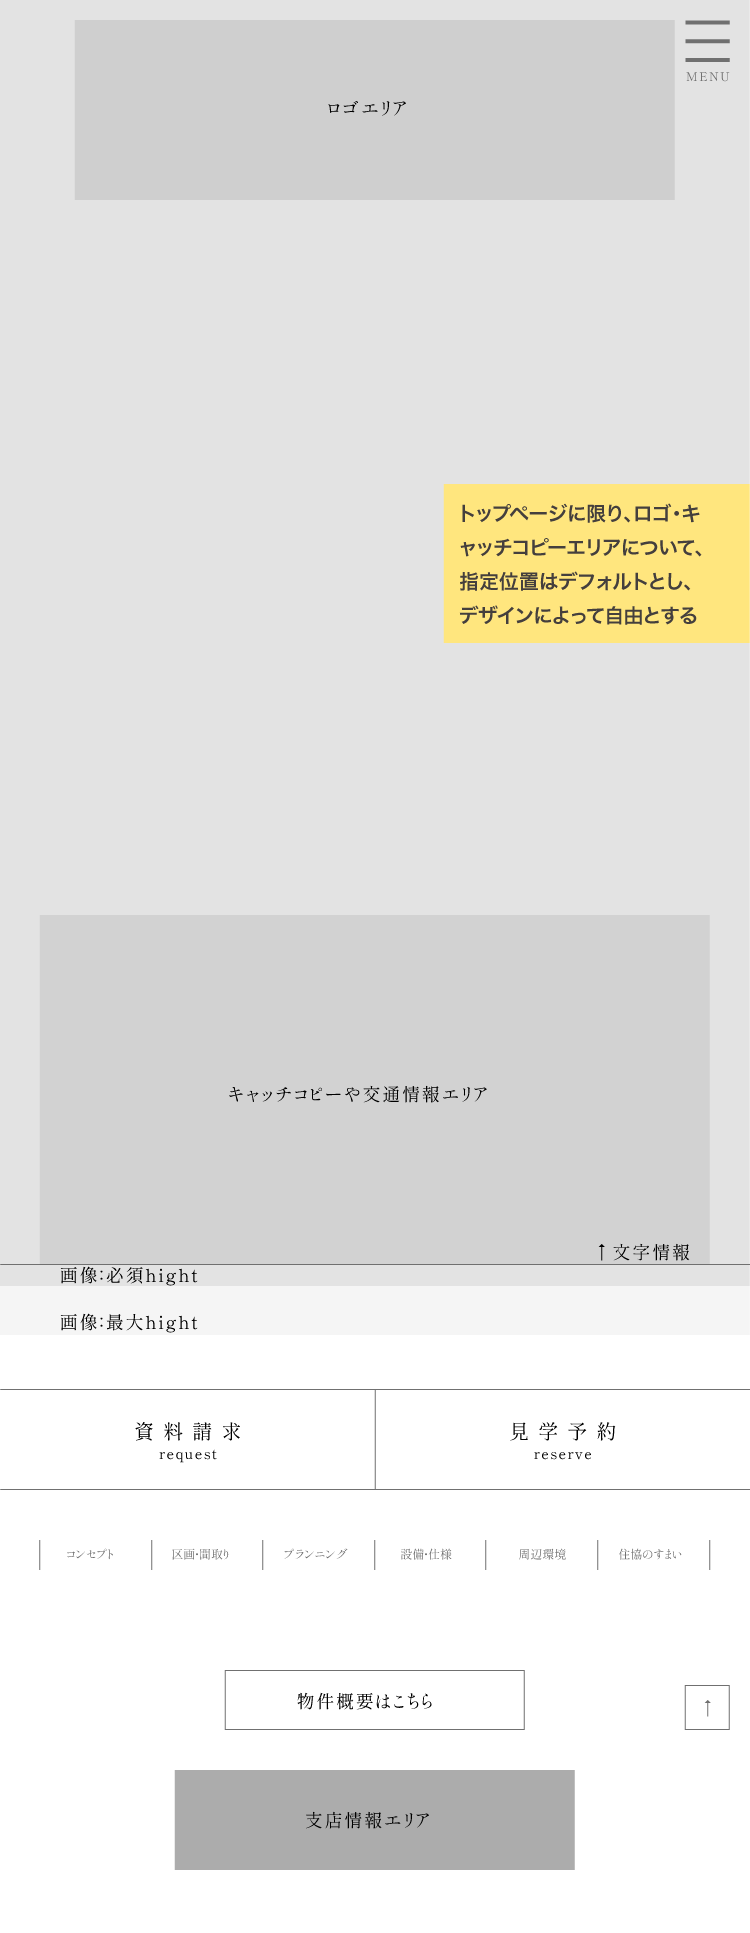 ロゴエリア
MENU
トップページに限り、ロゴ・キ
ャッチコピーエリアについて、
指定位置はデフォルトとし、
デザインによって自由とする
キャッチコピーや交通情報エリア
↑文字情報
画像:必須hight
画像:最大hight
資料請求
request
見学予約
reserve
コンセプト
区画・間取り
プランニング
設備・仕様
周辺環境
住協のすまい
物件概要はこちら
↑
支店情報エリア